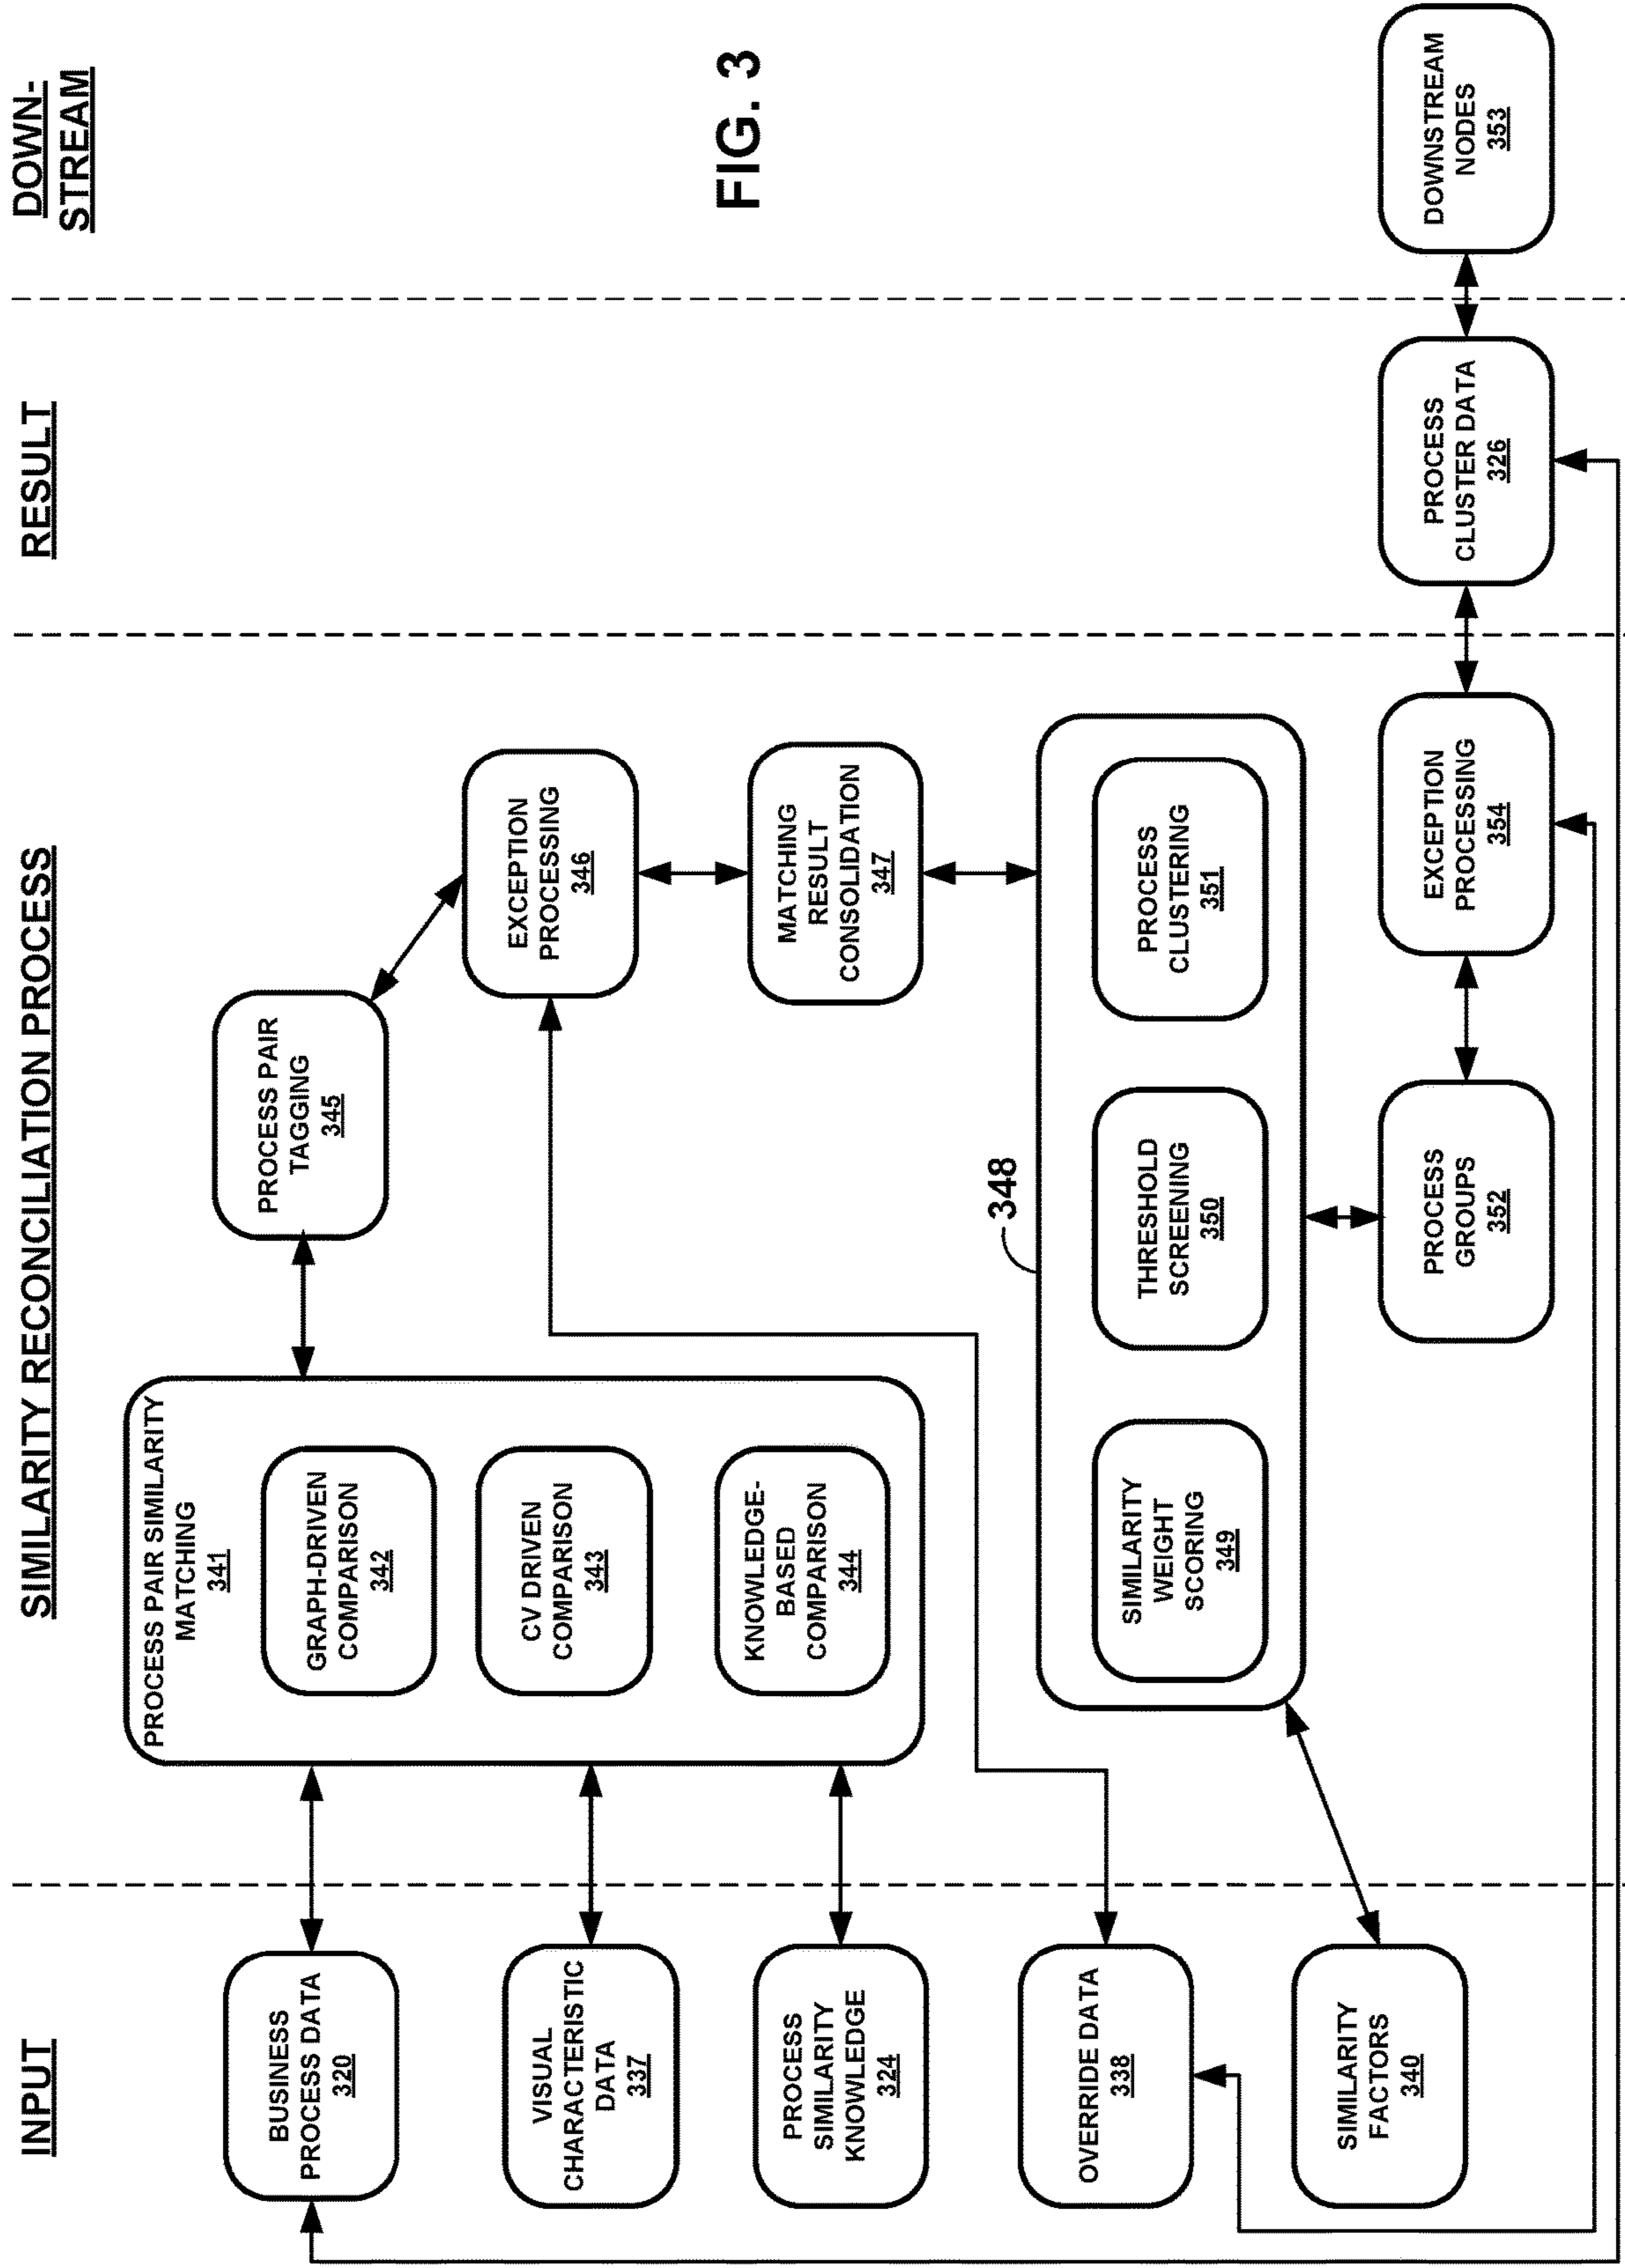 INPUT
SIMILARITY RECONCILIATION PROCESS
RESULT
DOWN-
STREAM
BUSINESS
PROCESS DATA
320
VISUAL
CHARACTERISTIC
DATA
337
PROCESS
SIMILARITY
KNOWLEDGE
324
OVERRIDE DATA
338
SIMILARITY
FACTORS
340
PROCESS PAIR SIMILARITY
MATCHING
341
GRAPH-DRIVEN
COMPARISON
342
CV DRIVEN
COMPARISON
343
KNOWLEDGE-
BASED
COMPARISON
344
PROCESS PAIR
TAGGING
345
EXCEPTION
PROCESSING
346
MATCHING
RESULT
CONSOLIDATION
347
348
SIMILARITY
WEIGHT
SCORING
349
THRESHOLD
SCREENING
350
PROCESS
CLUSTERING
351
PROCESS
GROUPS
352
EXCEPTION
PROCESSING
354
PROCESS
CLUSTER DATA
326
DOWNSTREAM
NODES
353
FIG. 3